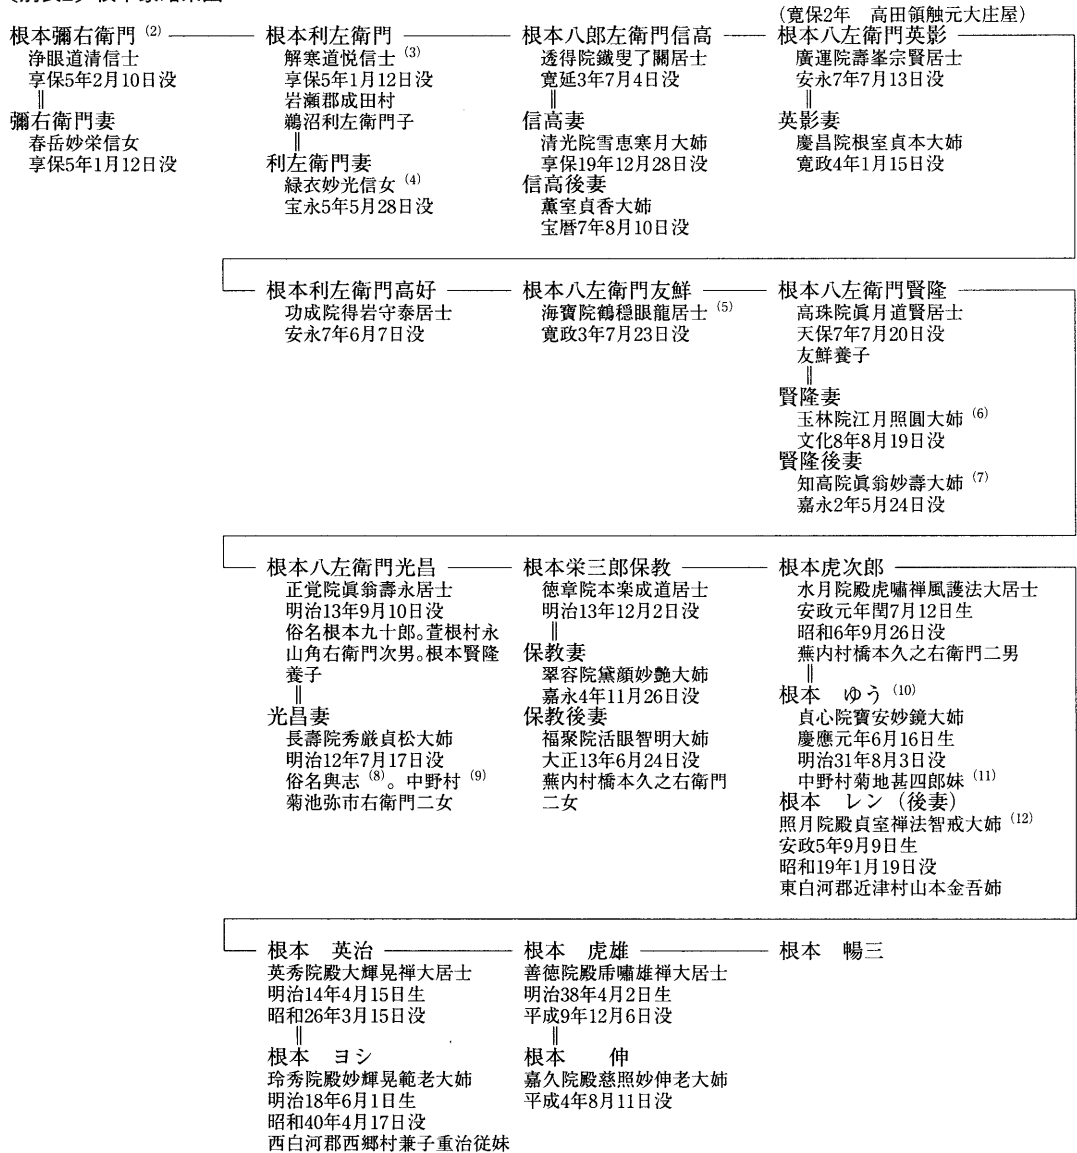 (寛保2年　高田領触元大庄屋)
根本彌右衛門 (2)
浄眼道清信士
享保5年2月10日没
彌右衛門妻
春岳妙栄信女
享保5年1月12日没
根本利左衛門
解寒道悦信士 (3)
享保5年1月12日没
岩瀬郡成田村
鵜沼利左衛門子
利左衛門妻
緑衣妙光信女 (4)
宝永5年5月28日没
根本八郎左衛門信高
透得院鐵叟了關居士
寛延3年7月4日没
信高妻
清光院雪恵寒月大姉
享保19年12月28日没
信高後妻
薫室貞香大姉
宝暦7年8月10日没
根本八左衛門英影
廣運院壽峯宗賢居士
安永7年7月13日没
英影妻
慶昌院根室貞本大姉
寛政4年1月15日没
根本利左衛門高好
功成院得岩守泰居士
安永7年6月7日没
根本八左衛門友鮮
海寶院鶴穏眼龍居士 (5)
寛政3年7月23日没
根本八左衛門賢隆
高珠院眞月道賢居士
天保7年7月20日没
友鮮養子
賢隆妻
玉林院江月照圓大姉 (6)
文化8年8月19日没
賢隆後妻
知高院眞翁妙壽大姉 (7)
嘉永2年5月24日没
根本八左衛門光昌
正覚院眞翁壽永居士
明治13年9月10日没
俗名根本九十郎。萱根村永
山角右衛門次男。根本賢隆
養子
光昌妻
長壽院秀厳貞松大姉
明治12年7月17日没
俗名與志 (8)。中野村 (9)
菊池弥市右衛門二女
根本栄三郎保教
徳章院本楽成道居士
明治13年12月2日没
保教妻
翠容院黛顔妙艶大姉
嘉永4年11月26日没
保教後妻
福聚院活眼智明大姉
大正13年6月24日没
蕪内村橋本久之右衛門
二女
根本虎次郎
水月院殿虎嘯禅風護法大居士
安政元年閏7月12日生
昭和6年9月26日没
蕪内村橋本久之右衛門二男
根本　ゆう (10)
貞心院寶安妙鏡大姉
慶應元年6月16日生
明治31年8月3日没
中野村菊地甚四郎妹 (11)
根本　レン (後妻)
照月院殿貞室禅法智戒大姉 (12)
安政5年9月9日生
昭和19年1月19日没
東白河郡近津村山本金吾姉
根本　英治
英秀院殿大輝晃禅大居士
明治14年4月15日生
昭和26年3月15日没
根本　ヨシ
玲秀院殿妙輝晃範老大姉
明治18年6月1日生
昭和40年4月17日没
西白河郡西郷村兼子重治従妹
根本　虎雄
善徳院殿虎嘯雄禅大居士
明治38年4月2日生
平成9年12月6日没
根本　　伸
嘉久院殿慈照妙伸老大姉
平成4年8月11日没
根本　暢三